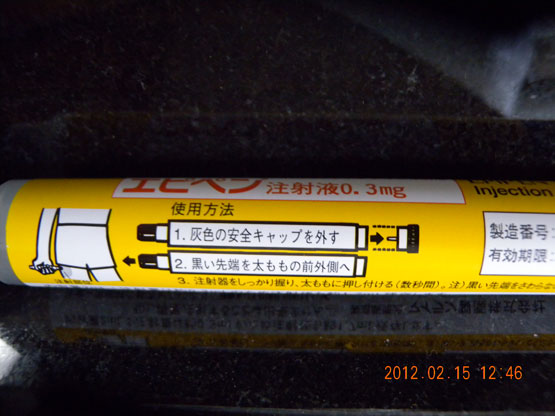 エピペン 注射液0.3mg
Injection
使用方法
1. 灰色の安全キャップを外す
2. 黒い先端を太ももの前外側へ
3. 注射器をしっかり握り、太ももに押し付ける(数秒間)。注)黒い先端をさわらな
製造番号:
有効期限:
2012.02.15 12:46